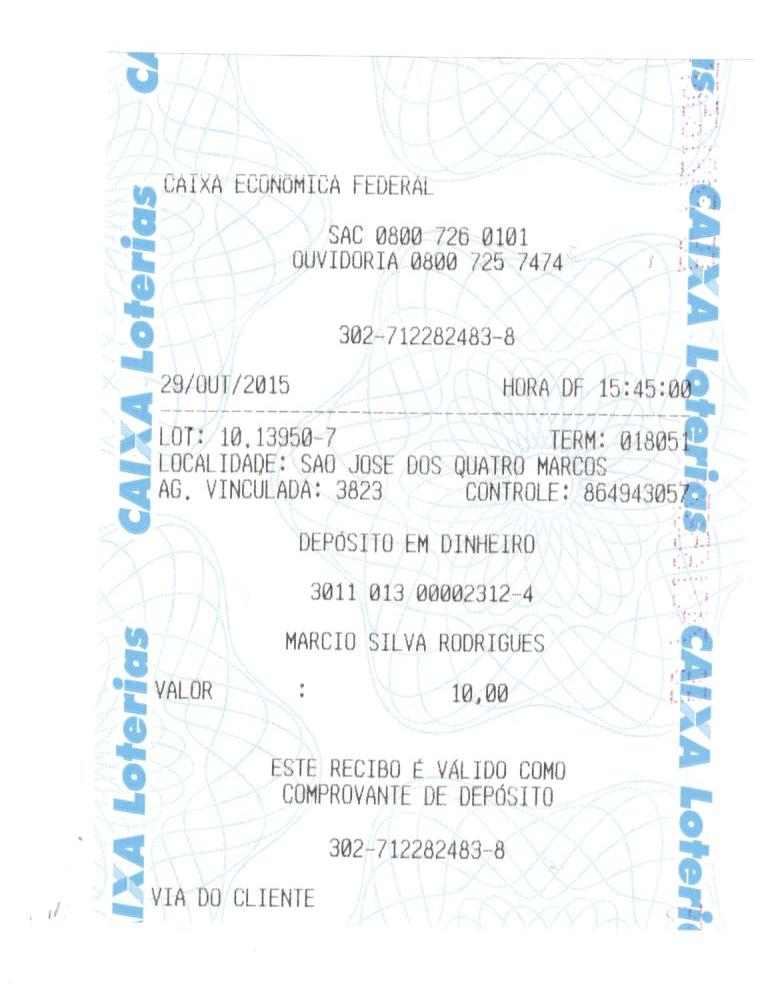 CAIXA ECONÔMICA FEDERAL
SAC 0800 726 0101
OUVIDORIA 0800 725 7474
302-712282483-8
29/OUT/2015 HORA DF 15:45:00
LOT: 10.13950-7 TERM: 018051
LOCALIDADE: SAO JOSE DOS QUATRO MARCOS
AG. VINCULADA: 3823 CONTROLE: 864943057
DEPÓSITO EM DINHEIRO
3011 013 00002312-4
MARCIO SILVA RODRIGUES
VALOR : 10,00
ESTE RECIBO É VÁLIDO COMO
COMPROVANTE DE DEPÓSITO
302-712282483-8
VIA DO CLIENTE
CA
CAIXA Loterias
IXA Loterias
as
CAIXA Loterias
CAIXA Loteri